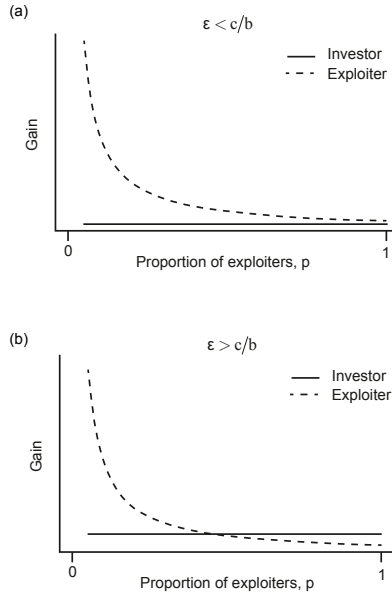 (a)
ε < c/b
Investor
Exploiter
Gain
0
1
Proportion of exploiters, p
(b)
ε > c/b
Investor
Exploiter
Gain
0
1
Proportion of exploiters, p